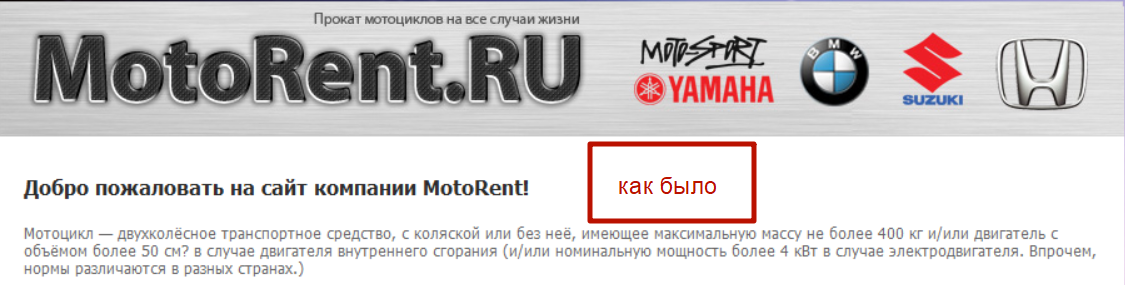 Прокат мотоциклов на все случаи жизни
MotoRent.RU
MOTO-SPORT
YAMAHA
BMW
SUZUKI
как было
Добро пожаловать на сайт компании MotoRent!
Мотоцикл — двухколёсное транспортное средство, с коляской или без неё, имеющее максимальную массу не более 400 кг и/или двигатель с
объёмом более 50 см? в случае двигателя внутреннего сгорания (и/или номинальную мощность более 4 кВт в случае электродвигателя. Впрочем,
нормы различаются в разных странах.)